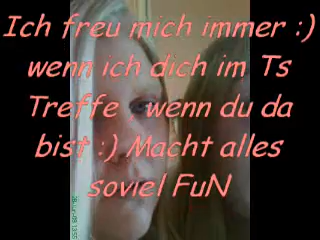 Ich freu mich immer :)
wenn ich dich im Ts
Treffe , wenn du da
bist :) Macht alles
soviel FuN